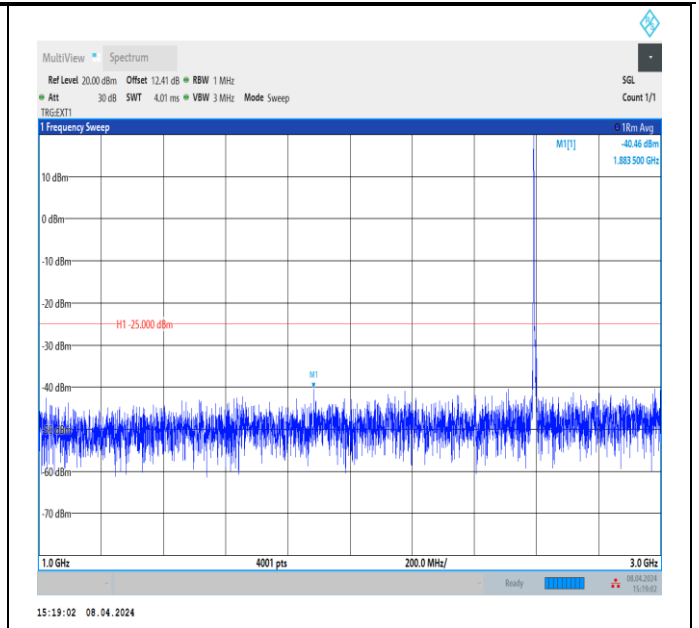 MultiView Spectrum
Ref Level 20.00 dBm Offset 12.41 dB RBW 1 MHz SGL
Att 30 dB SWT 4.01 ms VBW 3 MHz Mode Sweep Count 1/1
TRG:EXT1
1 Frequency Sweep 1Rm Avg
M1[1] -40.46 dBm
1.883 500 GHz
10 dBm
0 dBm
-10 dBm
-20 dBm
H1 -25.000 dBm
-30 dBm
M1
-40 dBm
-50 dBm
-60 dBm
-70 dBm
1.0 GHz 4001 pts 200.0 MHz/ 3.0 GHz
Ready 08.04.2024
15:19:02
15:19:02 08.04.2024